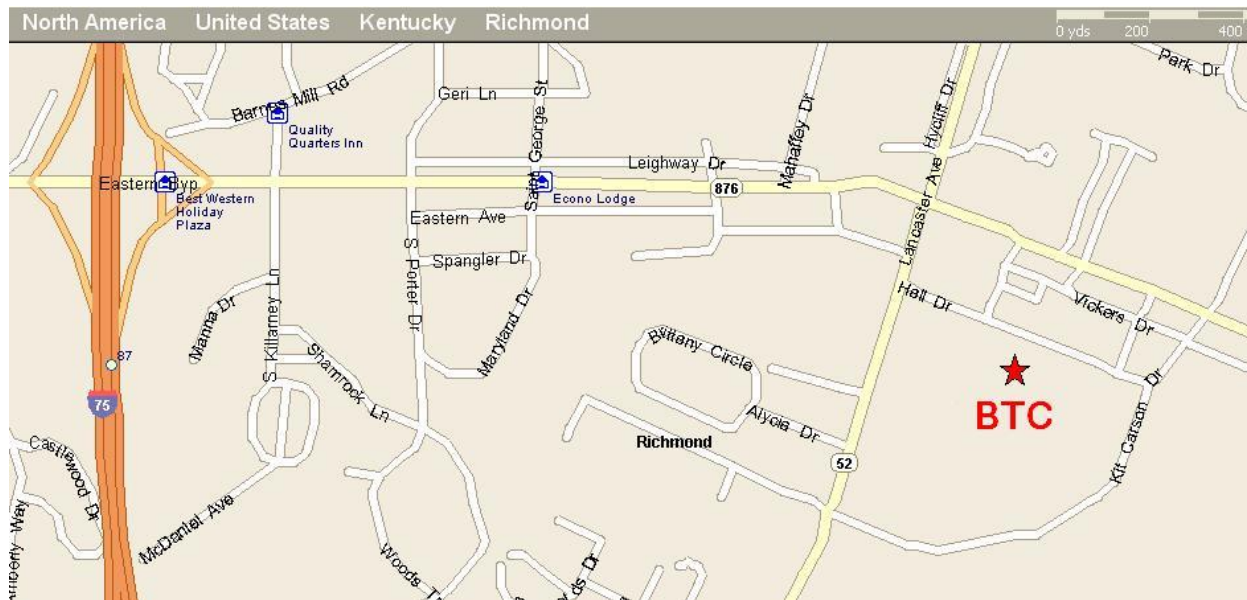 North America United States Kentucky Richmond
0 yds 200 400
Park Dr
Barnes Mill Rd
Geri Ln
Saint George St
Mahaffey Dr
Lancaster Ave Hycliff Dr
Quality
Quarters Inn
Leighway Dr
Eastern Byp
876
Best Western
Holiday
Plaza
Econo Lodge
Eastern Ave
S Porter Dr
Spangler Dr
Hall Dr
Vickers Dr
Manna Dr
S Killarney Ln
Maryland Dr
Brittany Circle
87
Shamrock Ln
75
BTC
Alycia Dr
Richmond
Kit Carson Dr
52
Castlewood Dr
McDaniel Ave
Way
Woods
ds Dr